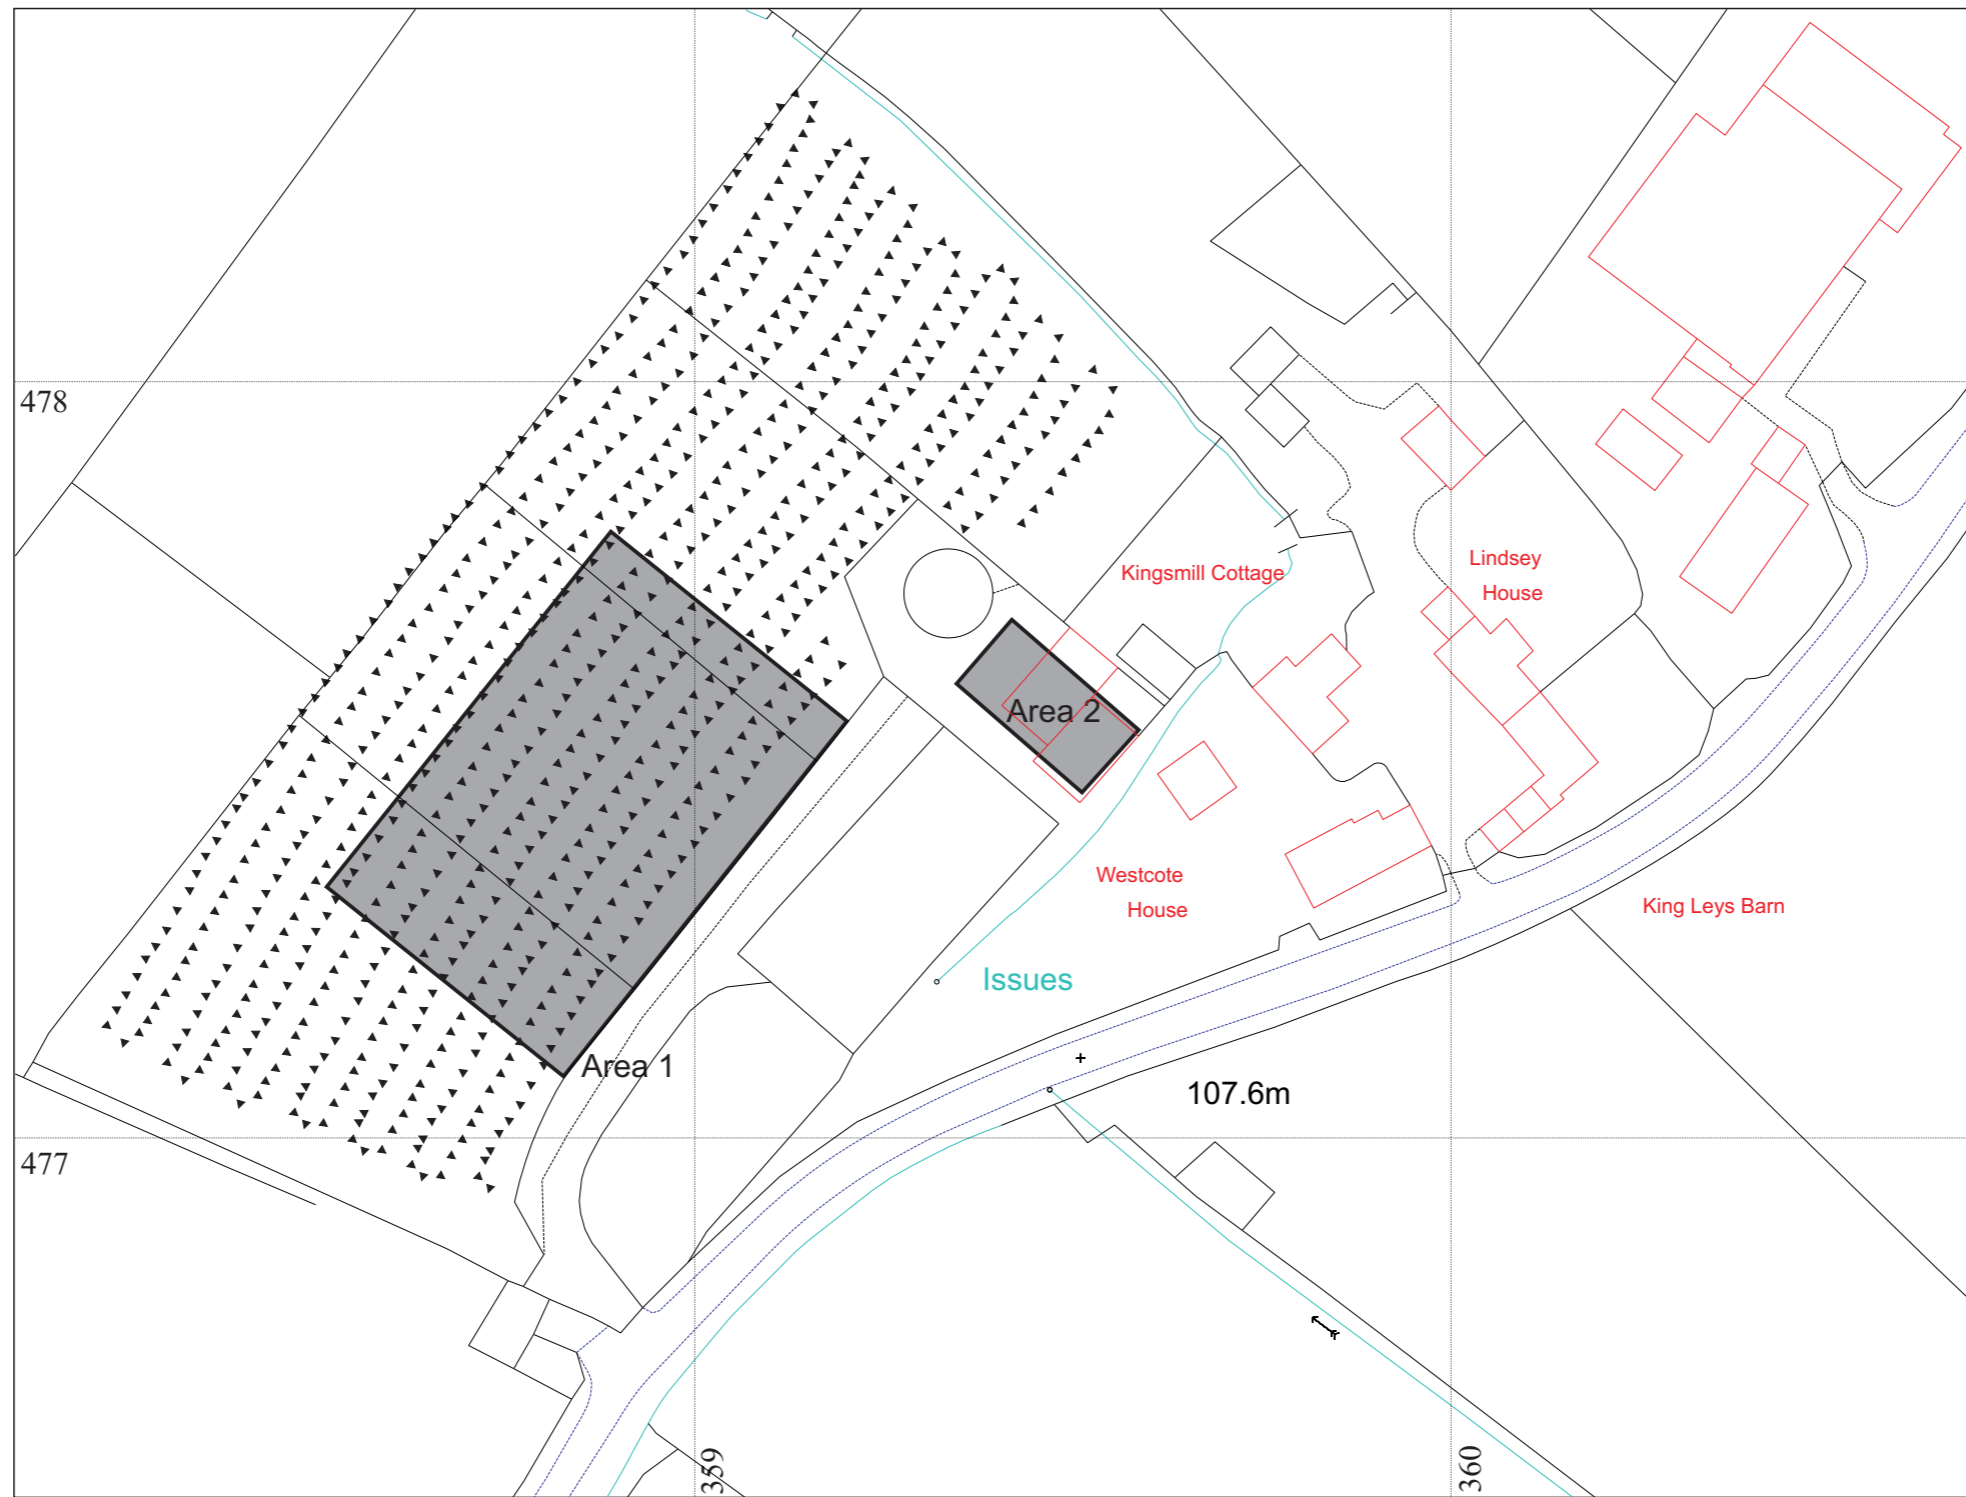 478
Kingsmill Cottage
Lindsey
House
Area 2
Westcote
House
King Leys Barn
Issues
Area 1
107.6m
477
359
360